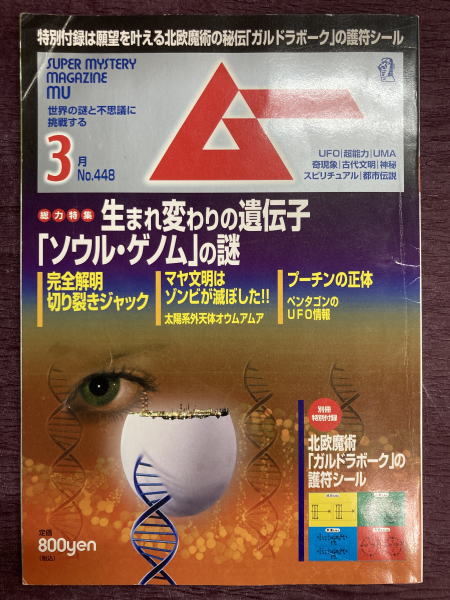 特別付録は願望を叶える北欧魔術の秘伝「ガルドラボーク」の護符シール
SUPER MYSTERY
MAGAZINE
MU
世界の謎と不思議に
挑戦する
3月
No.448
ムー
UFO|超能力|UMA
奇現象|古代文明|神秘
スピリチュアル|都市伝説
総力特集 生まれ変わりの遺伝子
「ソウル・ゲノム」の謎
完全解明
切り裂きジャック
マヤ文明は
ゾンビが滅ぼした!!
太陽系外天体オウムアムア
プーチンの正体
ペンタゴンの
UFO情報
別冊
特別付録
北欧魔術
「ガルドラボーク」の
護符シール
定価
800yen
(税込)